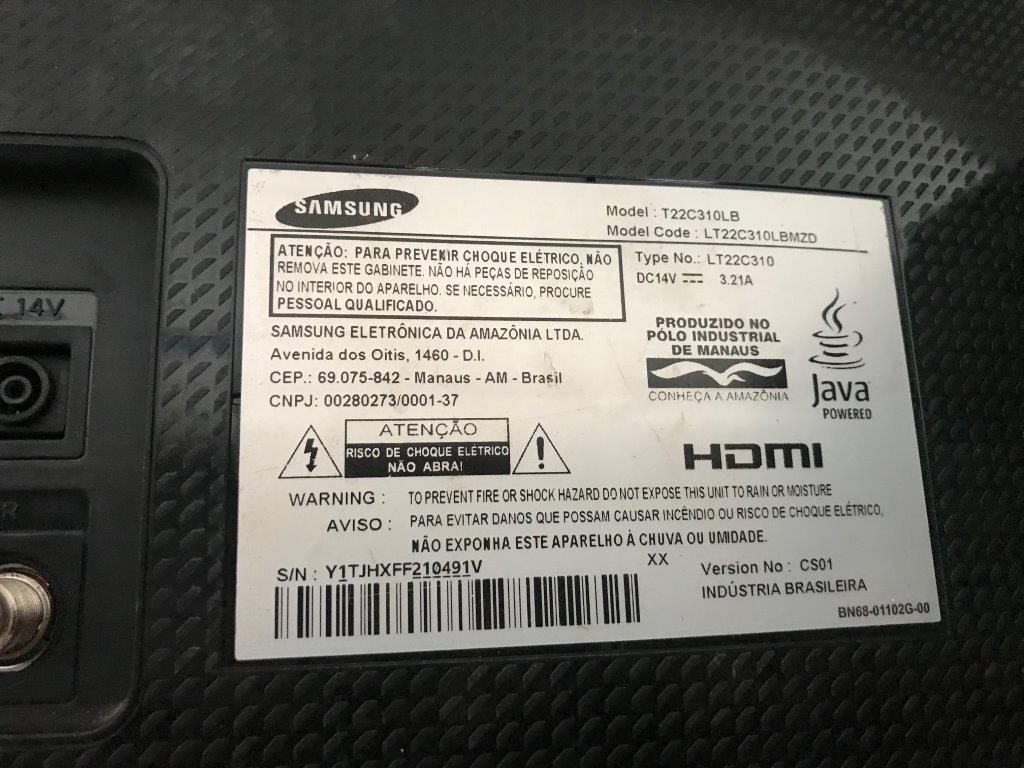 SAMSUNG
Model : T22C310LB
Model Code : LT22C310LBMZD
ATENÇÃO: PARA PREVENIR CHOQUE ELÉTRICO, NÃO
REMOVA ESTE GABINETE. NÃO HÁ PEÇAS DE REPOSIÇÃO
NO INTERIOR DO APARELHO. SE NECESSÁRIO, PROCURE
PESSOAL QUALIFICADO.
Type No.: LT22C310
DC14V 3.21A
SAMSUNG ELETRÔNICA DA AMAZÔNIA LTDA.
Avenida dos Oitis, 1460 - D.I.
CEP.: 69.075-842 - Manaus - AM - Brasil
CNPJ: 00280273/0001-37
PRODUZIDO NO
PÓLO INDUSTRIAL
DE MANAUS
CONHEÇA A AMAZÔNIA
Java
POWERED
14V
ATENÇÃO
RISCO DE CHOQUE ELÉTRICO
NÃO ABRA!
HDMI
WARNING : TO PREVENT FIRE OR SHOCK HAZARD DO NOT EXPOSE THIS UNIT TO RAIN OR MOISTURE
AVISO : PARA EVITAR DANOS QUE POSSAM CAUSAR INCÊNDIO OU RISCO DE CHOQUE ELÉTRICO,
NÃO EXPONHA ESTE APARELHO À CHUVA OU UMIDADE.
S/N : Y1TJHXFF210491V
XX
Version No : CS01
INDÚSTRIA BRASILEIRA
BN68-01102G-00